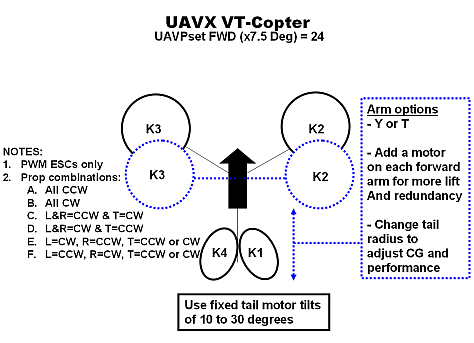 UAVX VT-Copter
UAVPset FWD (x7.5 Deg) = 24
K3
K2
K3
K2
K4
K1
NOTES:
1. PWM ESCs only
2. Prop combinations:
A. All CCW
B. All CW
C. L&R=CCW & T=CW
D. L&R=CW & T=CCW
E. L=CW, R=CCW, T=CCW or CW
F. L=CCW, R=CW, T=CCW or CW
Arm options
- Y or T
- Add a motor
on each forward
arm for more lift
And redundancy
- Change tail
radius to
adjust CG and
performance
Use fixed tail motor tilts
of 10 to 30 degrees